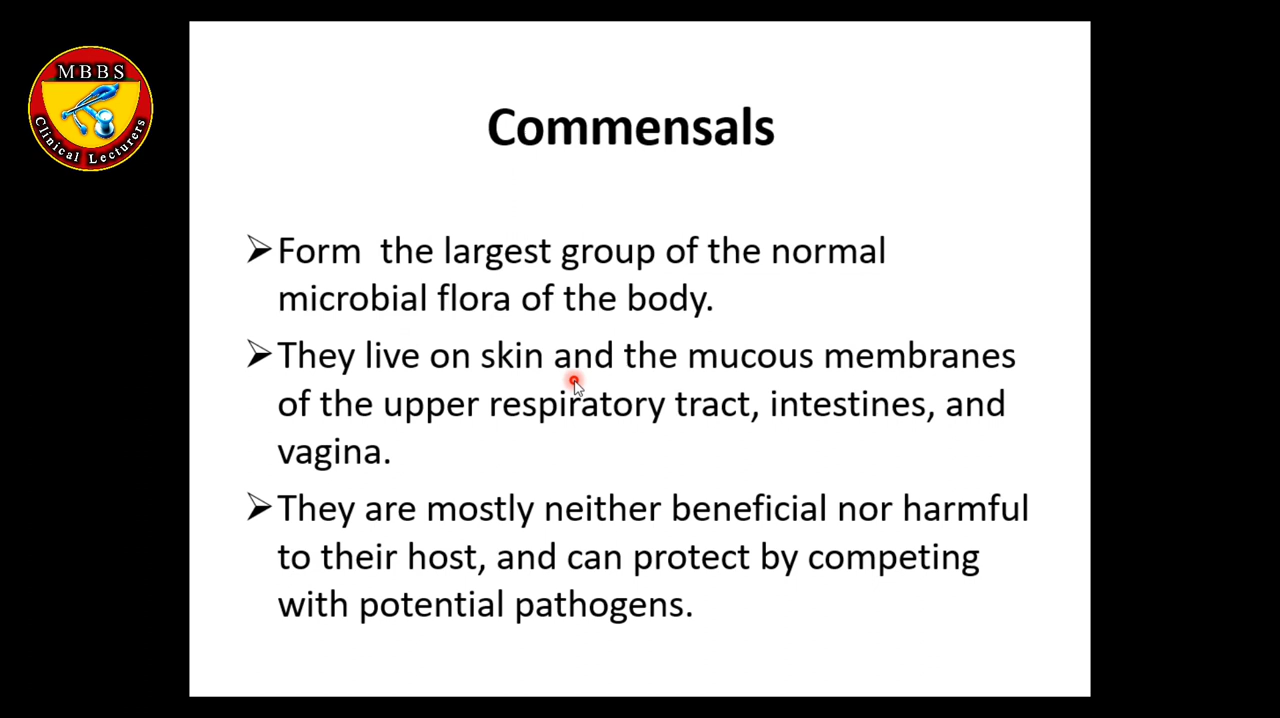 MBBS
Clinical Lecturers
Commensals
➢Form  the largest group of the normal
microbial flora of the body.
➢They live on skin and the mucous membranes
of the upper respiratory tract, intestines, and
vagina.
➢They are mostly neither beneficial nor harmful
to their host, and can protect by competing
with potential pathogens.